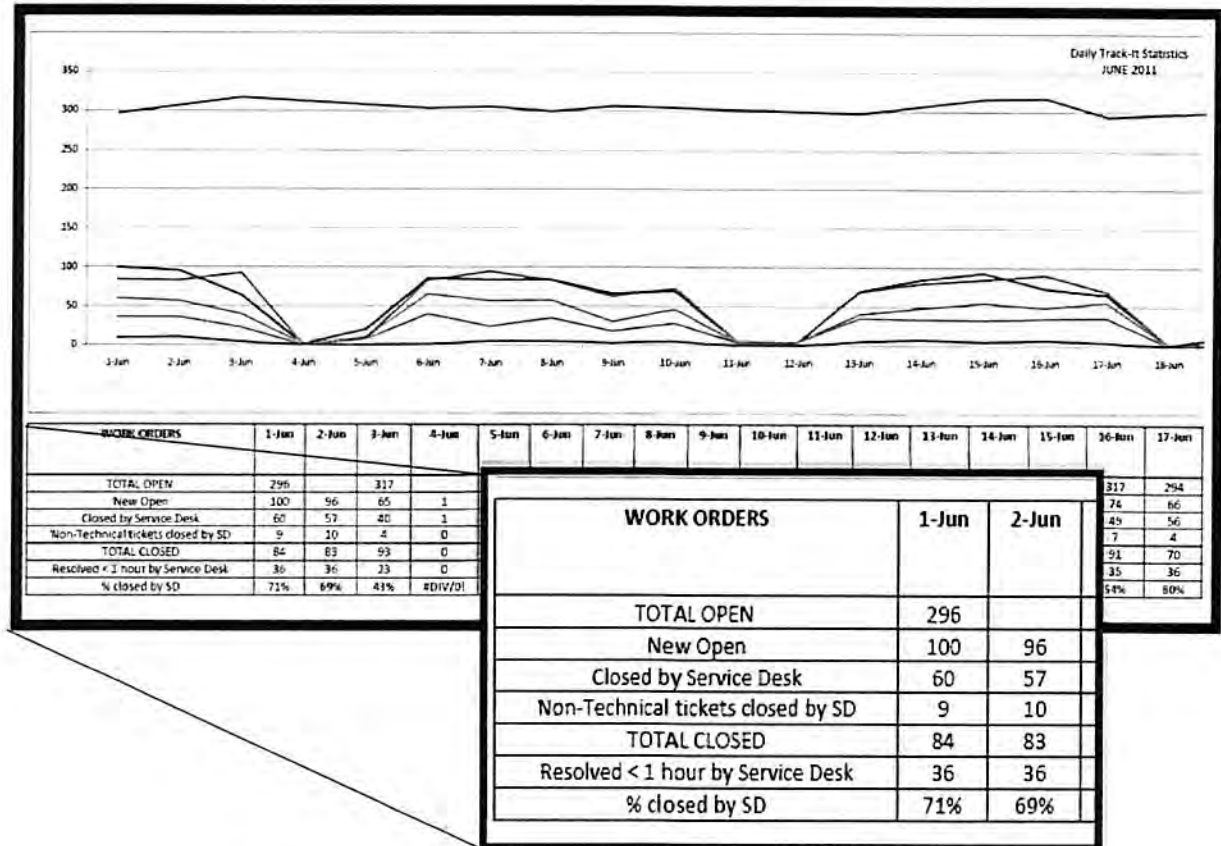 Daily Track-It Statistics
JUNE 2011
350
300
250
200
150
100
50
0
1-Jun 2-Jun 3-Jun 4-Jun 5-Jun 6-Jun 7-Jun 8-Jun 9-Jun 10-Jun 11-Jun 12-Jun 13-Jun 14-Jun 15-Jun 16-Jun 17-Jun 18-Jun
WORK ORDERS 1-Jun 2-Jun 3-Jun 4-Jun 5-Jun 6-Jun 7-Jun 8-Jun 9-Jun 10-Jun 11-Jun 12-Jun 13-Jun 14-Jun 15-Jun 16-Jun 17-Jun
TOTAL OPEN 296 317 317 294
New Open 100 96 65 1 74 66
Closed by Service Desk 60 57 40 1 49 56
Non-Technical tickets closed by SD 9 10 4 0 7 4
TOTAL CLOSED 84 83 93 0 91 70
Resolved < 1 hour by Service Desk 36 36 23 0 35 36
% closed by SD 71% 69% 43% #DIV/0! 54% 80%
WORK ORDERS 1-Jun 2-Jun
TOTAL OPEN 296
New Open 100 96
Closed by Service Desk 60 57
Non-Technical tickets closed by SD 9 10
TOTAL CLOSED 84 83
Resolved < 1 hour by Service Desk 36 36
% closed by SD 71% 69%